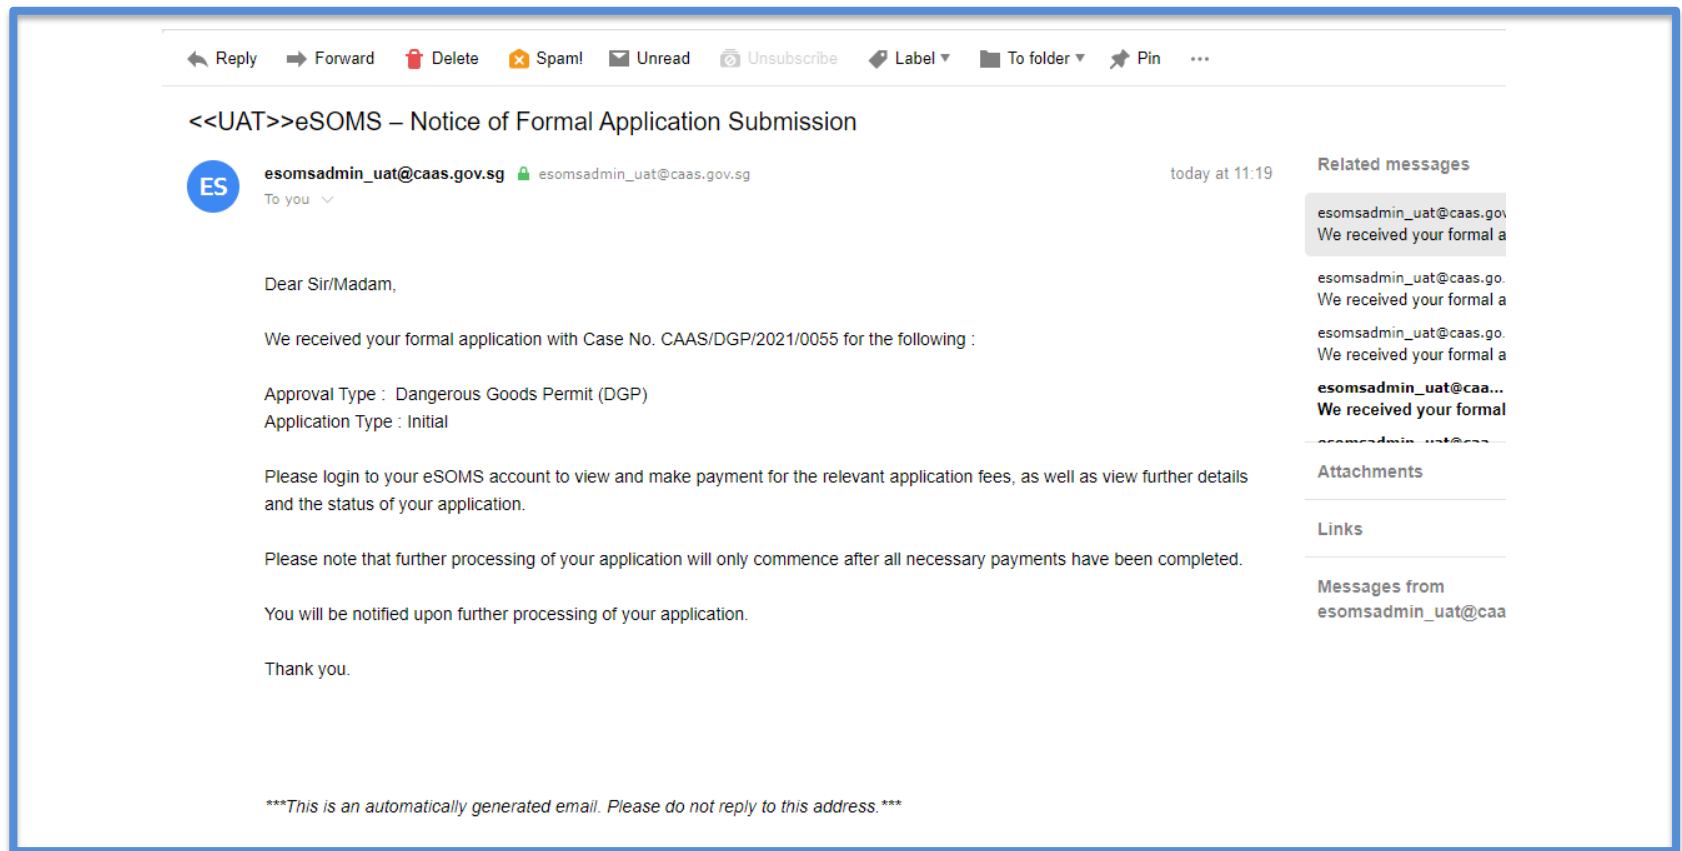 Reply Forward Delete Spam! Unread Unsubscribe Label To folder Pin ...
<<UAT>>eSOMS – Notice of Formal Application Submission
ES
esomsadmin_uat@caas.gov.sg esomsadmin_uat@caas.gov.sg today at 11:19
To you
Dear Sir/Madam,
We received your formal application with Case No. CAAS/DGP/2021/0055 for the following :
Approval Type : Dangerous Goods Permit (DGP)
Application Type : Initial
Please login to your eSOMS account to view and make payment for the relevant application fees, as well as view further details
and the status of your application.
Please note that further processing of your application will only commence after all necessary payments have been completed.
You will be notified upon further processing of your application.
Thank you.
***This is an automatically generated email. Please do not reply to this address.***
Related messages
esomsadmin_uat@caas.gov
We received your formal a
esomsadmin_uat@caas.go.
We received your formal a
esomsadmin_uat@caas.go.
We received your formal a
esomsadmin_uat@caa...
We received your formal
Attachments
Links
Messages from
esomsadmin_uat@caa